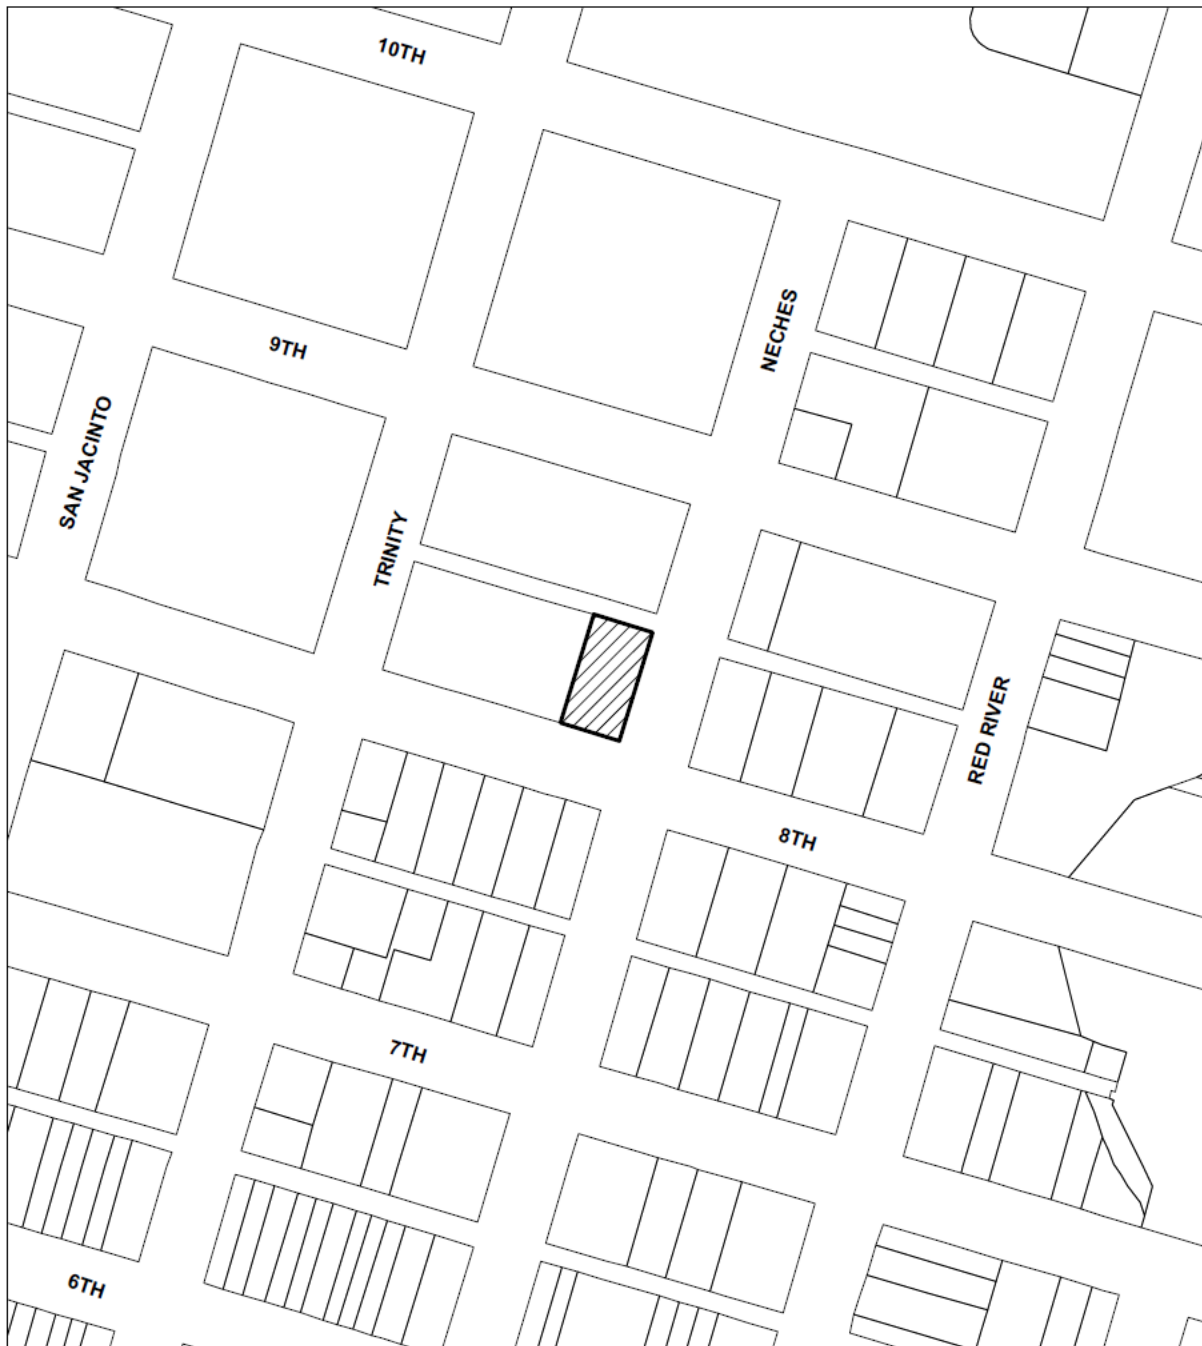 10TH
NECHES
9TH
SAN JACINTO
TRINITY
RED RIVER
8TH
7TH
6TH